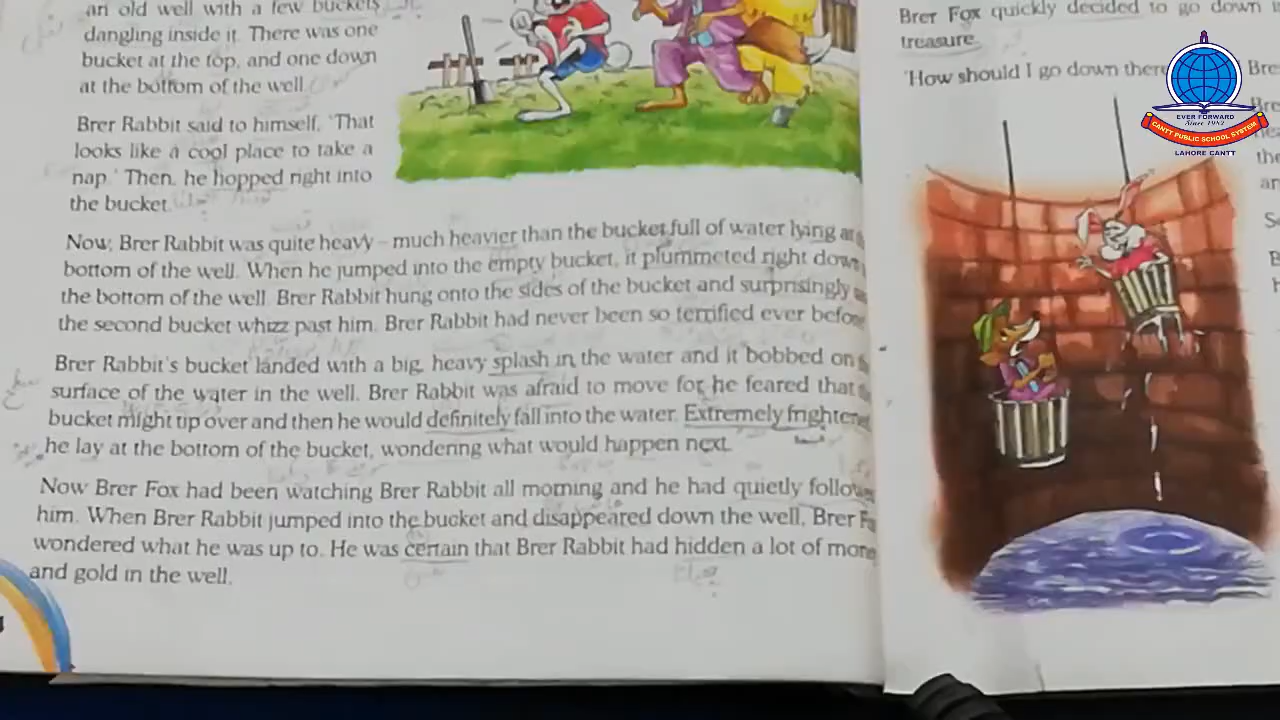 an old well with a few buckets
dangling inside it. There was one
bucket at the top, and one down
at the bottom of the well.
Brer Rabbit said to himself, 'That
looks like a cool place to take a
nap.' Then, he hopped right into
the bucket.
Now, Brer Rabbit was quite heavy – much heavier than the bucket full of water lying at
bottom of the well. When he jumped into the empty bucket, it plummeted right down
the bottom of the well. Brer Rabbit hung onto the sides of the bucket and surprisingly
the second bucket whizz past him. Brer Rabbit had never been so terrified ever before
Brer Rabbit's bucket landed with a big, heavy splash in the water and it bobbed on
surface of the water in the well. Brer Rabbit was afraid to move for he feared that
bucket might tip over and then he would definitely fall into the water. Extremely frightened
he lay at the bottom of the bucket, wondering what would happen next.
Now Brer Fox had been watching Brer Rabbit all morning and he had quietly follow
him. When Brer Rabbit jumped into the bucket and disappeared down the well, Brer F
wondered what he was up to. He was certain that Brer Rabbit had hidden a lot of mone
and gold in the well.
Brer Fox quickly decided to go down
treasure.
'How should I go down there
EVER FORWARD
Since 1982
CANTT PUBLIC SCHOOL SYSTEM
LAHORE CANTT